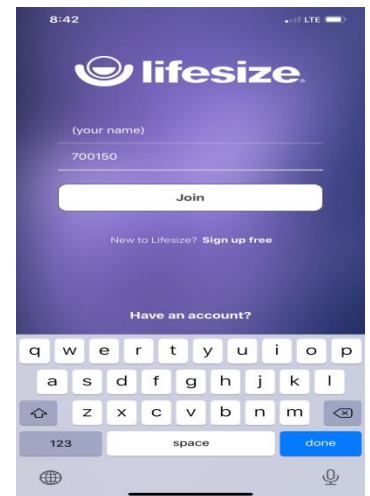 8:42 LTE
lifesize
(your name)
700150
Join
New to Lifesize? Sign up free
Have an account?
q w e r t y u i o p
a s d f g h j k l
z x c v b n m
123 space done